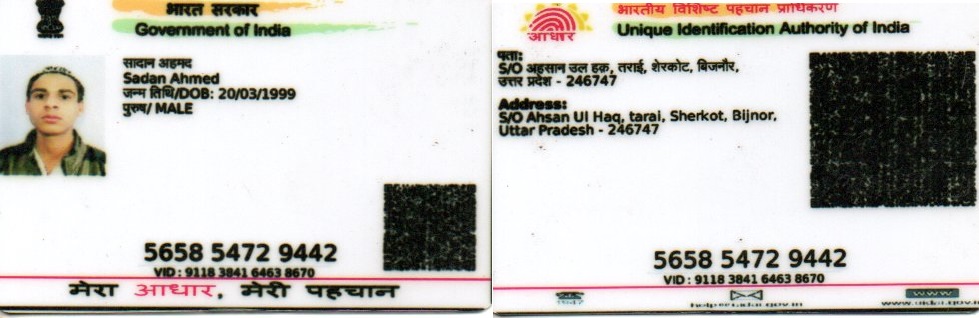 भारत सरकार
Government of India
सादान अहमद
Sadan Ahmed
जन्म तिथि/DOB: 20/03/1999
पुरुष/ MALE
5658 5472 9442
VID : 9118 3841 6463 8670
मेरा आधार, मेरी पहचान
भारतीय विशिष्ट पहचान प्राधिकरण
Unique Identification Authority of India
आधार
पता:
S/O अहसान उल हक़, तराई, शेरकोट, बिजनौर,
उत्तर प्रदेश - 246747
Address:
S/O Ahsan Ul Haq, tarai, Sherkot, Bijnor,
Uttar Pradesh - 246747
5658 5472 9442
VID : 9118 3841 6463 8670
1947
www